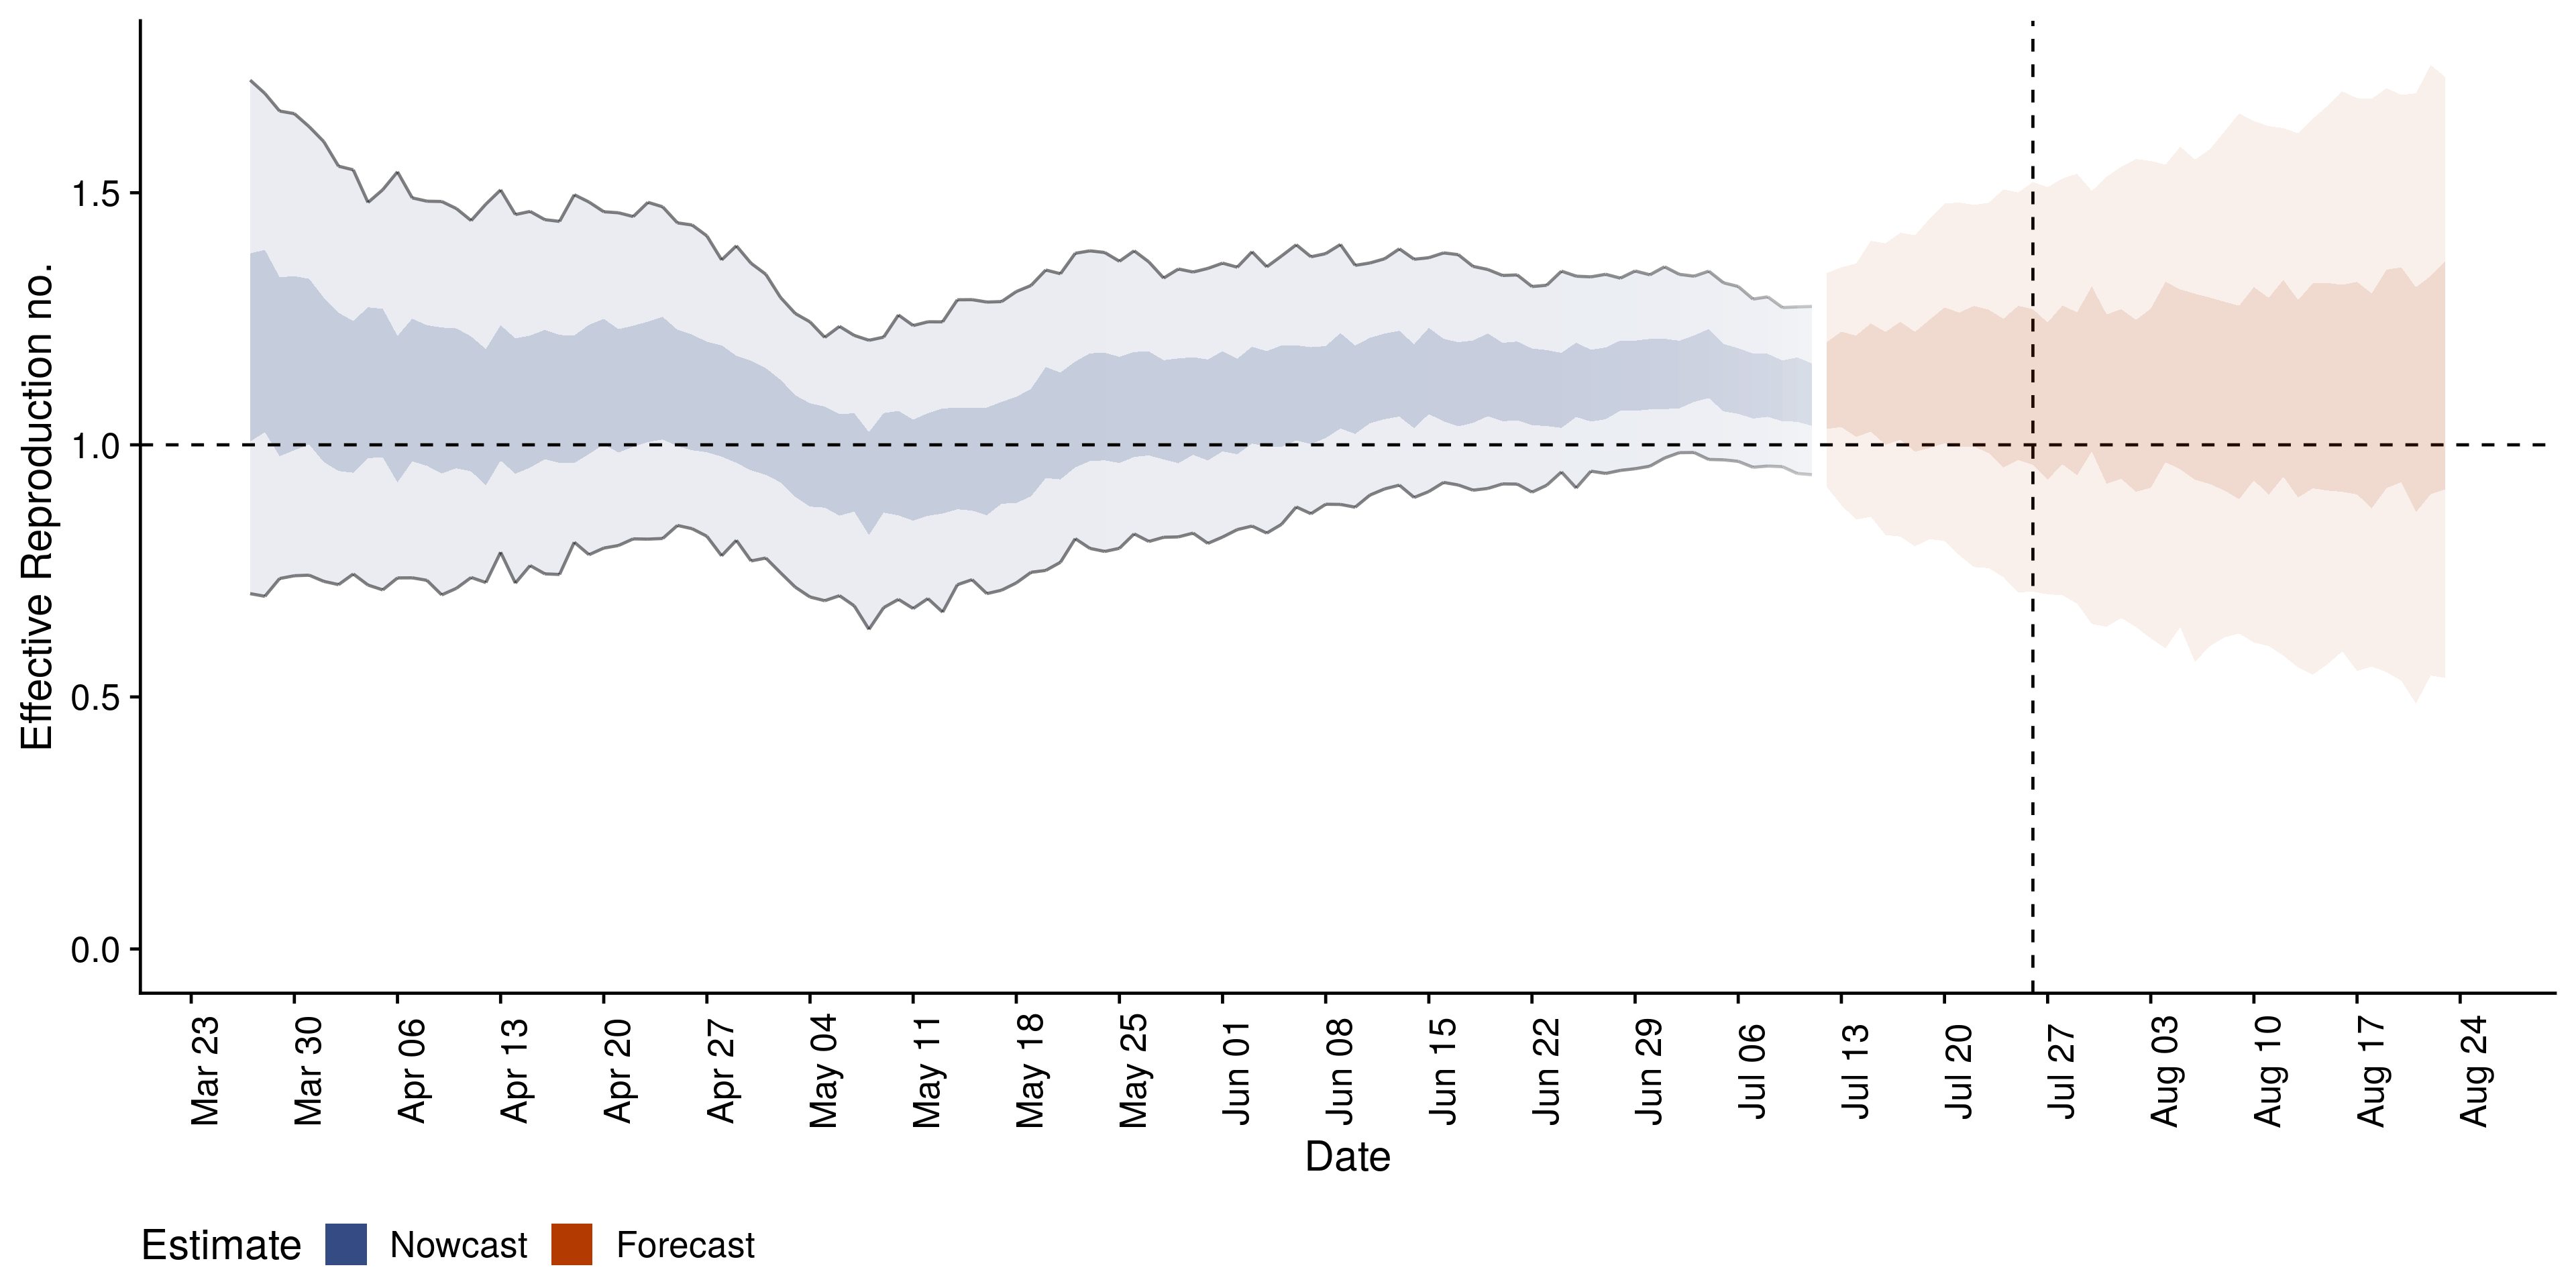 Effective Reproduction no.
1.5
1.0
0.5
0.0
Mar 23
Mar 30
Apr 06
Apr 13
Apr 20
Apr 27
May 04
May 11
May 18
May 25
Jun 01
Jun 08
Jun 15
Jun 22
Jun 29
Jul 06
Jul 13
Jul 20
Jul 27
Aug 03
Aug 10
Aug 17
Aug 24
Date
Estimate Nowcast Forecast